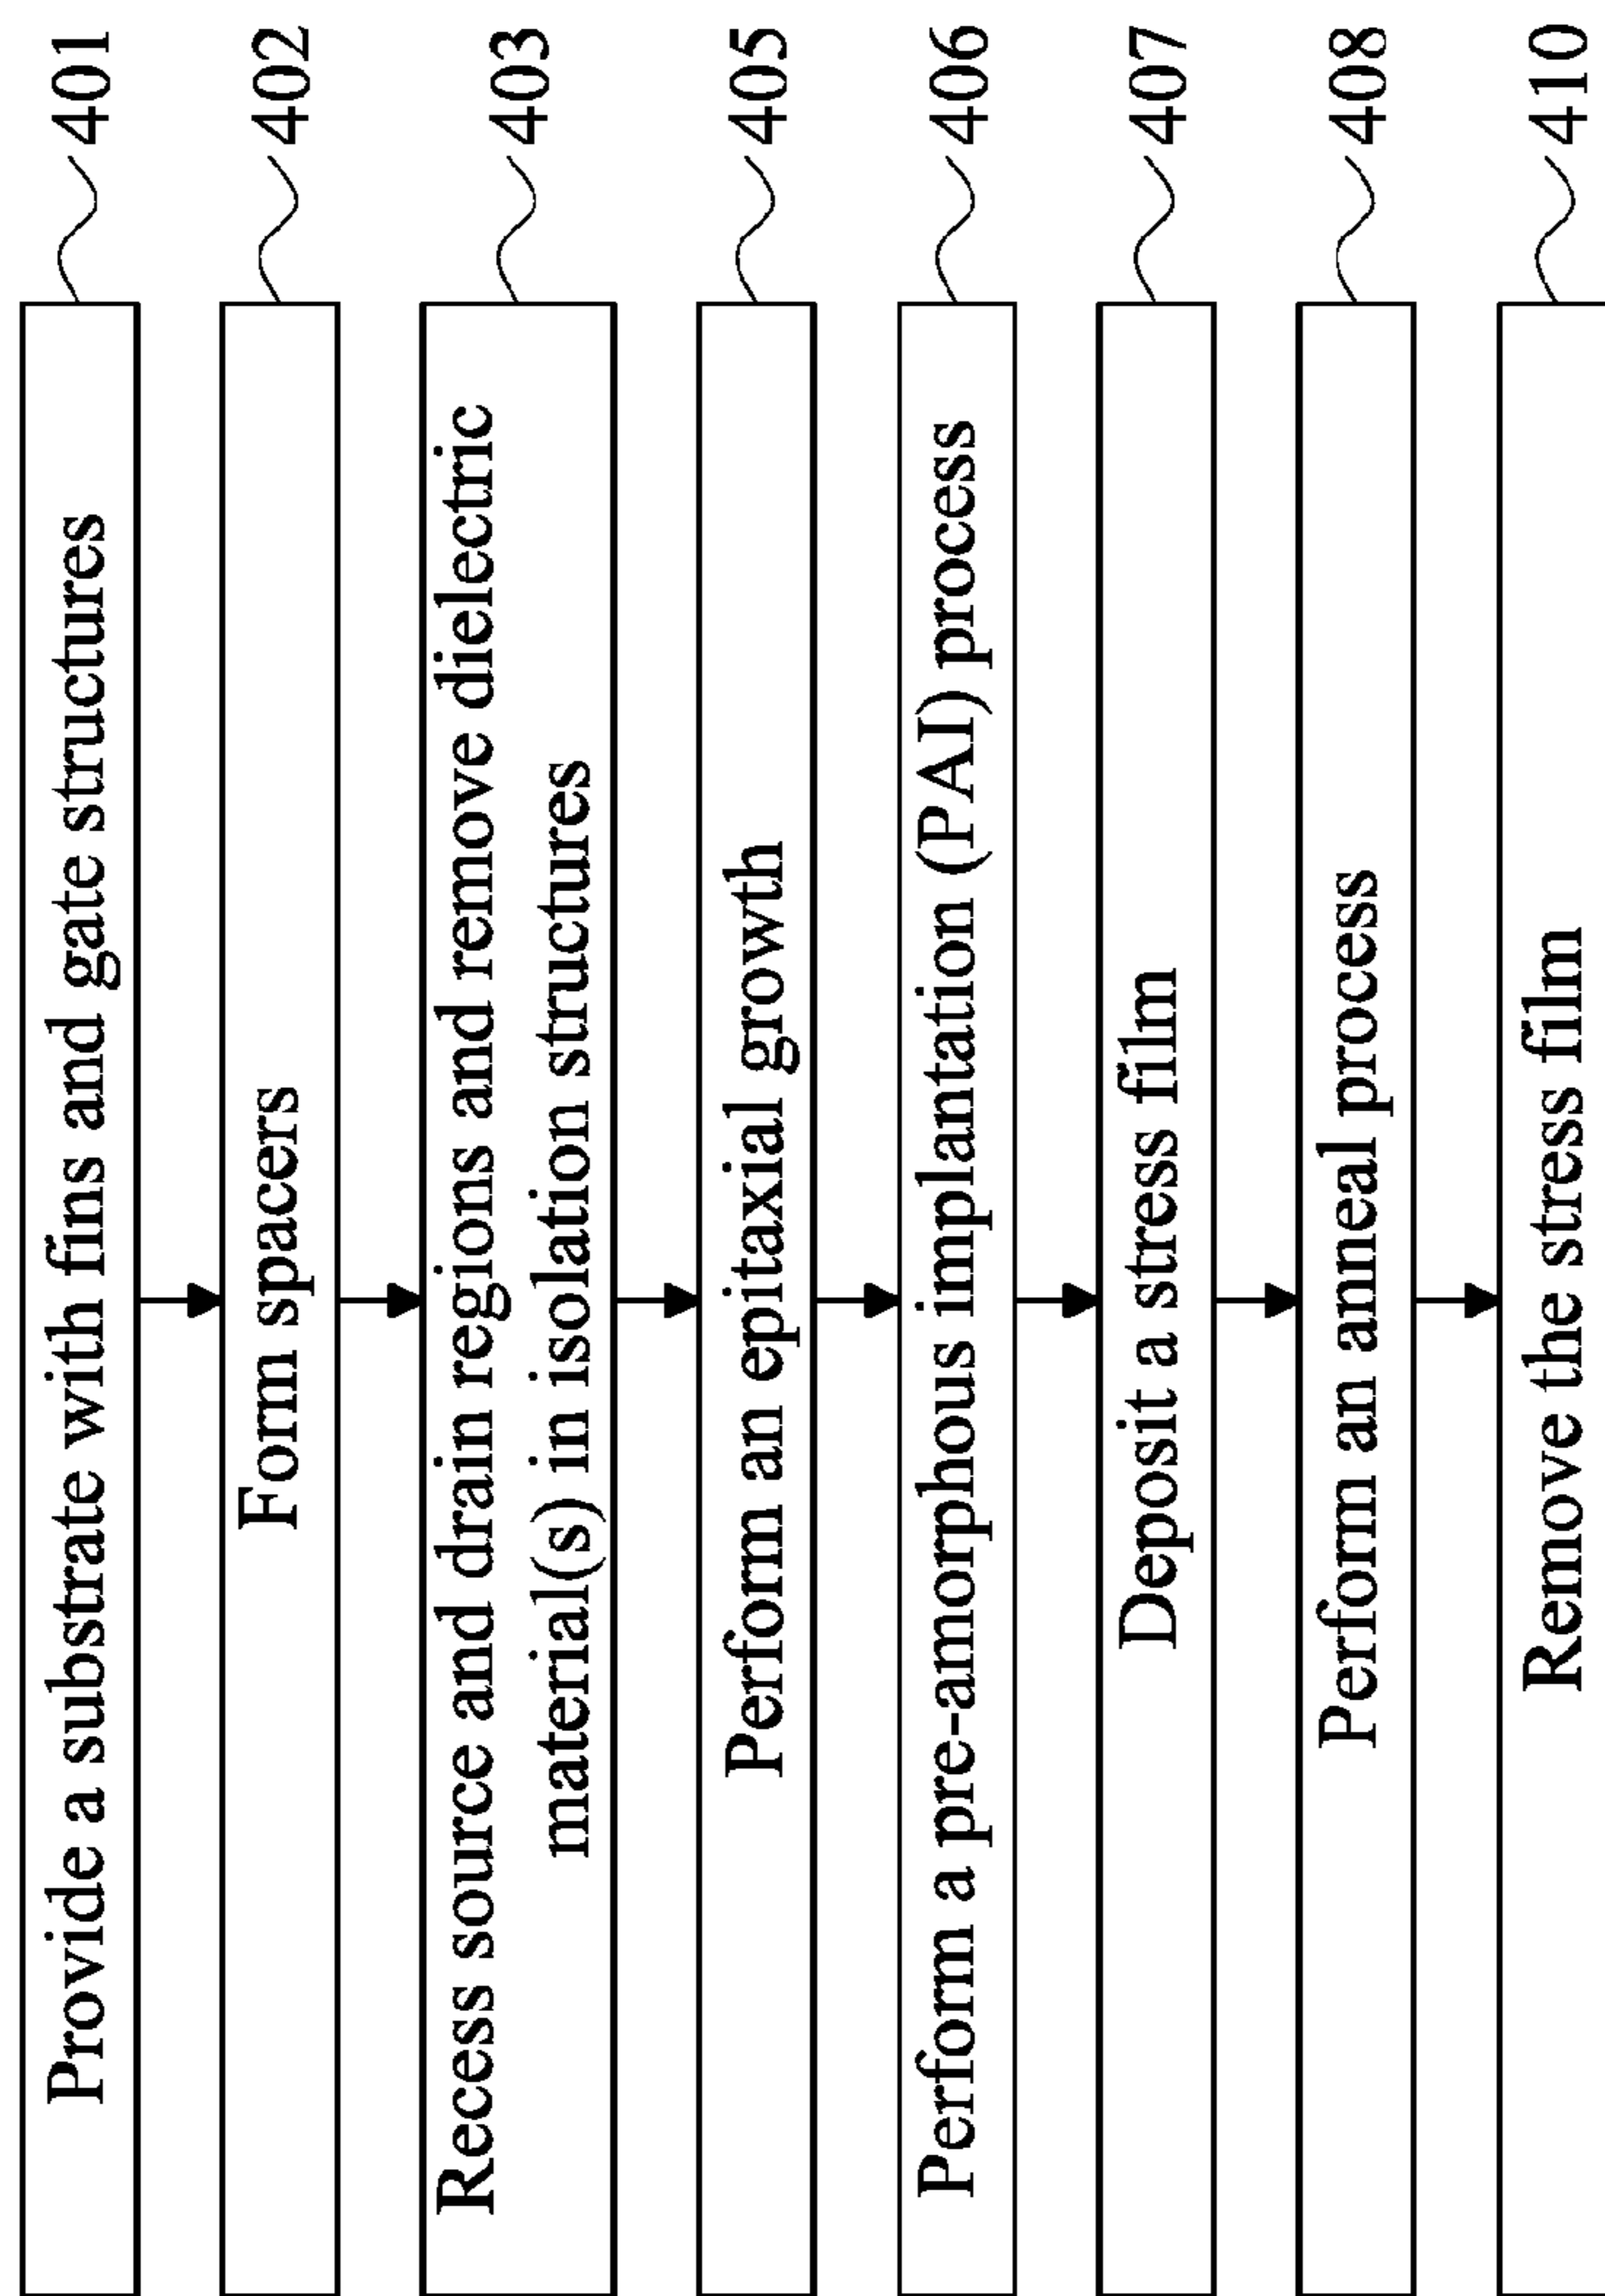 Provide a substrate with fins and gate structures 401
Form spacers 402
Recess source and drain regions and remove dielectric 403
material(s) in isolation structures
Perform an epitaxial growth 405
Perform a pre-amorphous implantation (PAI) process 406
Deposit a stress film 407
Perform an anneal process 408
Remove the stress film 410